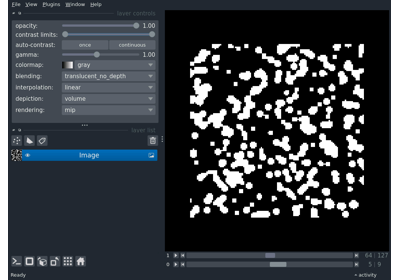 File View Plugins Window Help
layer controls
opacity: 1.00
contrast limits:
auto-contrast: once continuous
gamma: 1.00
colormap: gray
blending: translucent_no_depth
interpolation: linear
depiction: volume
rendering: mip
layer list
Image
1 64 127
0 5 9
Ready activity